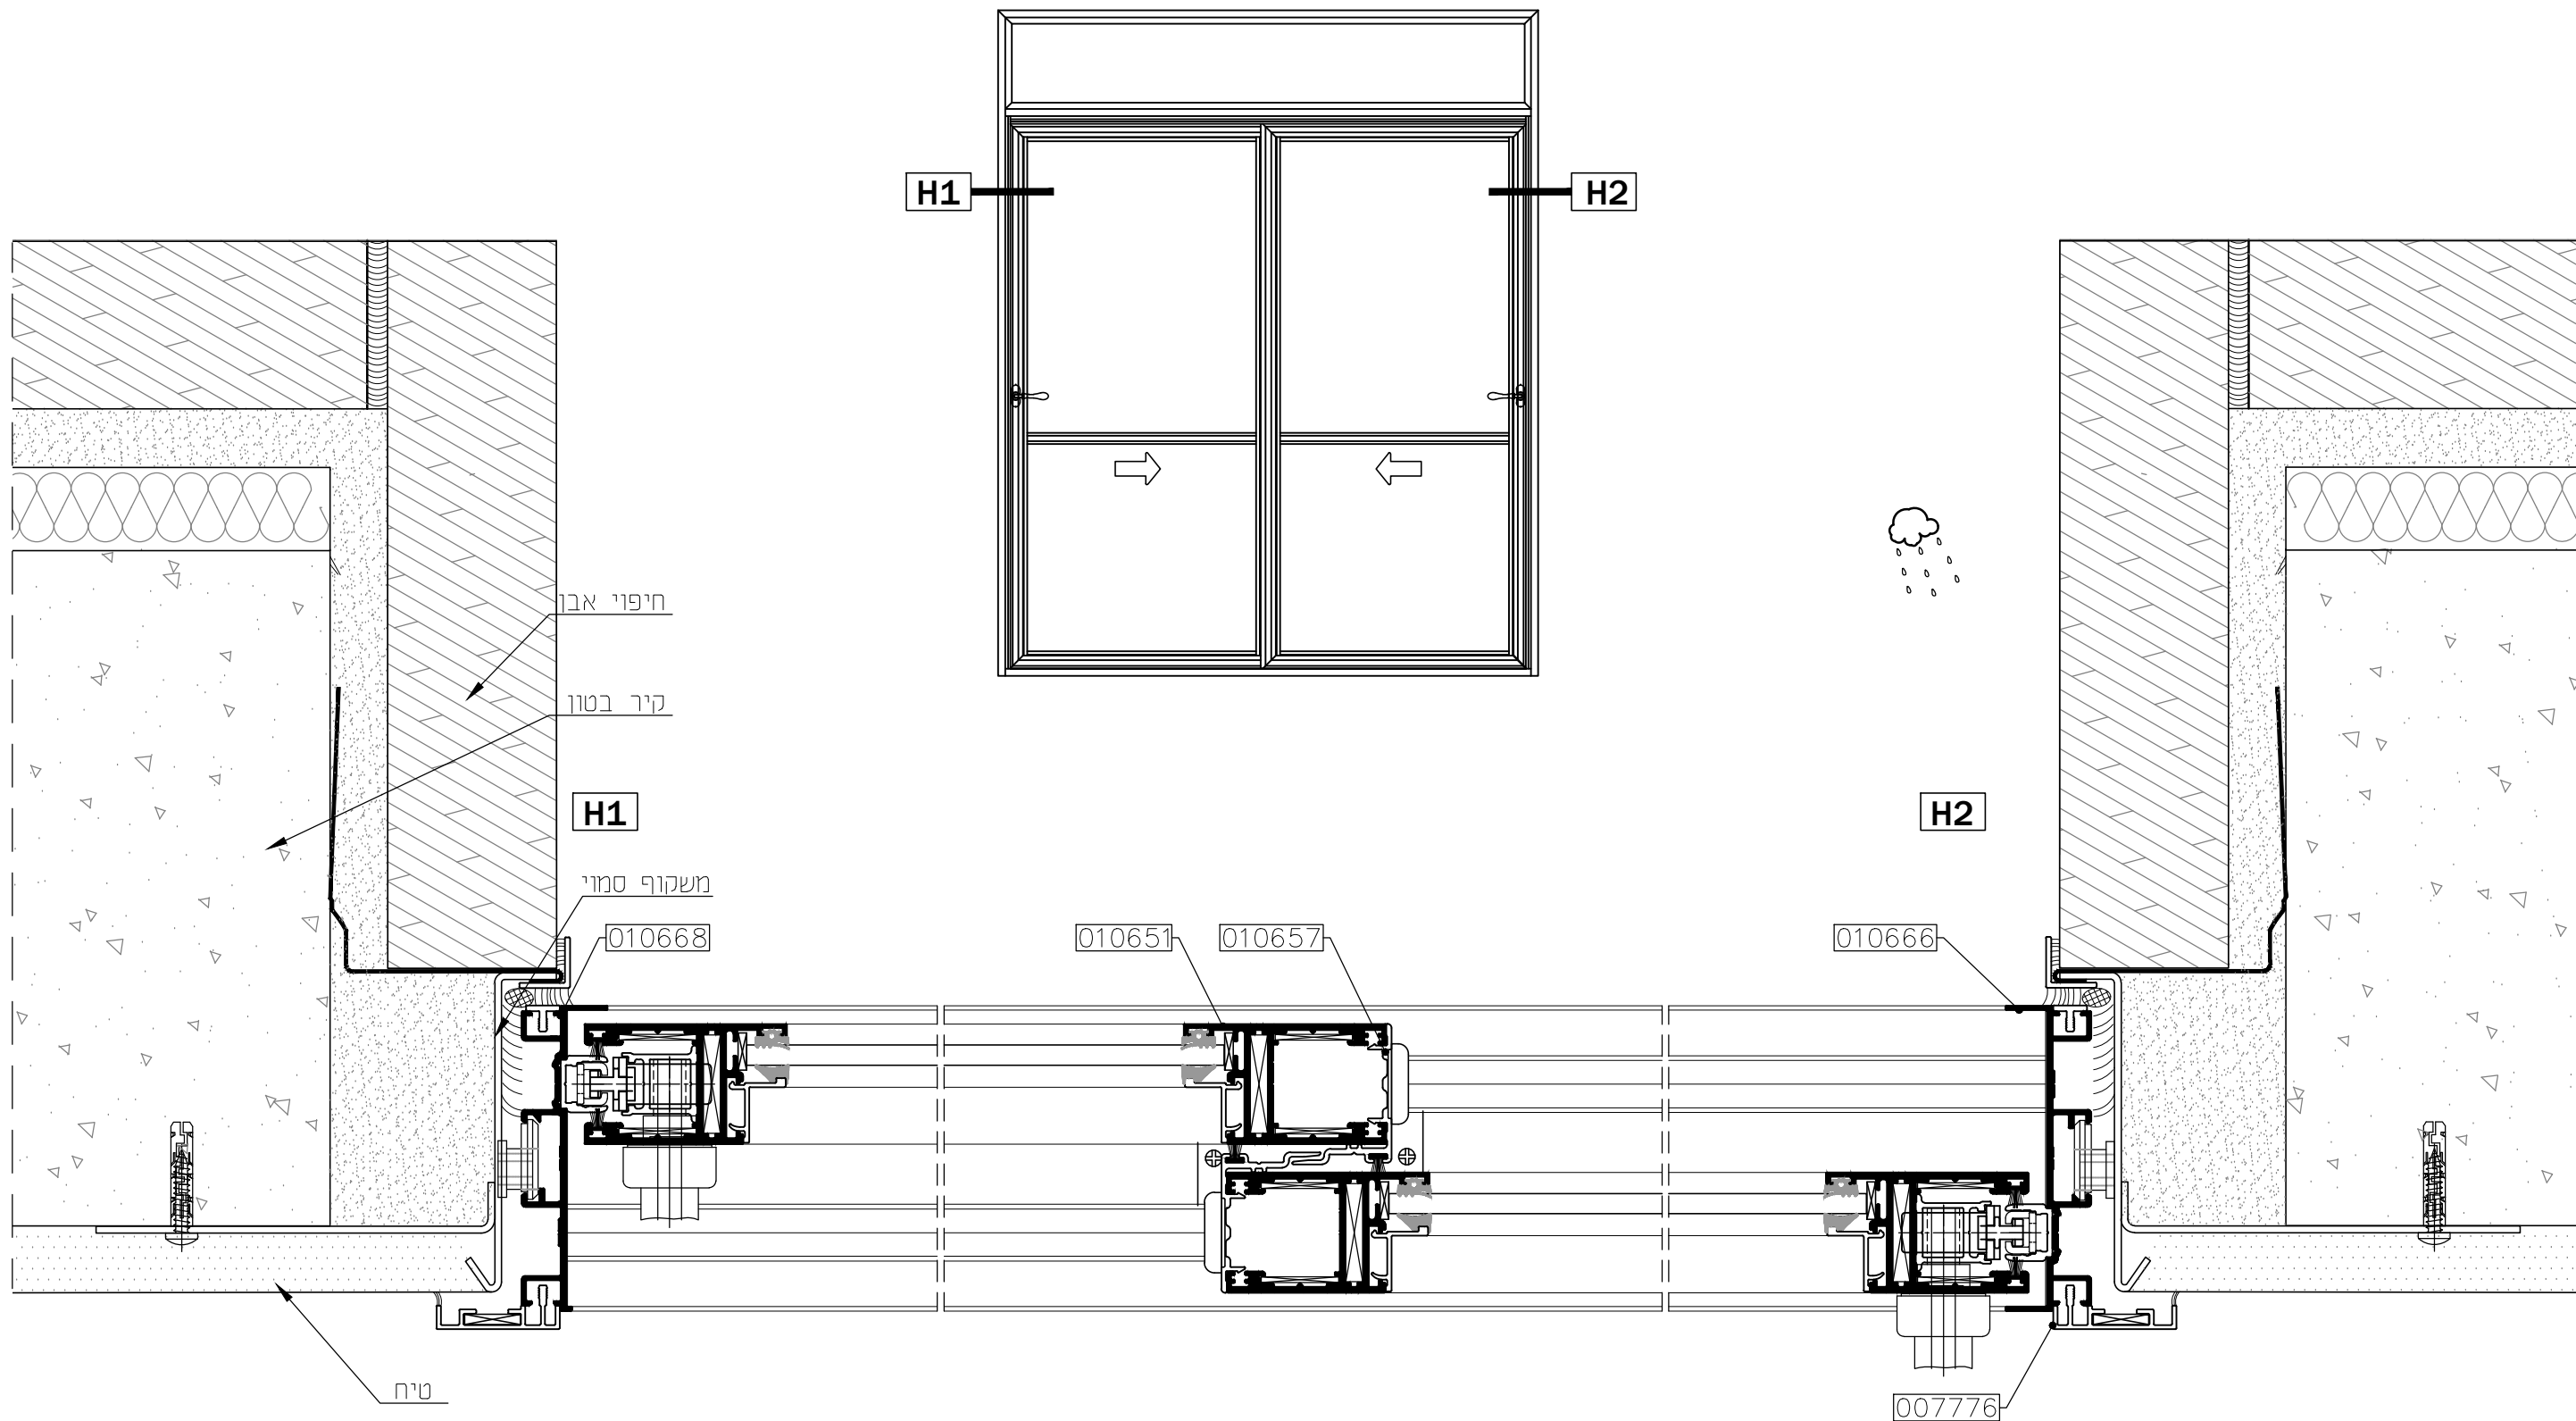 H1
H2
חיפוי אבן
קיר בטון
H1
H2
משקוף סמוי
010668
010651
010657
010666
טיח
007776